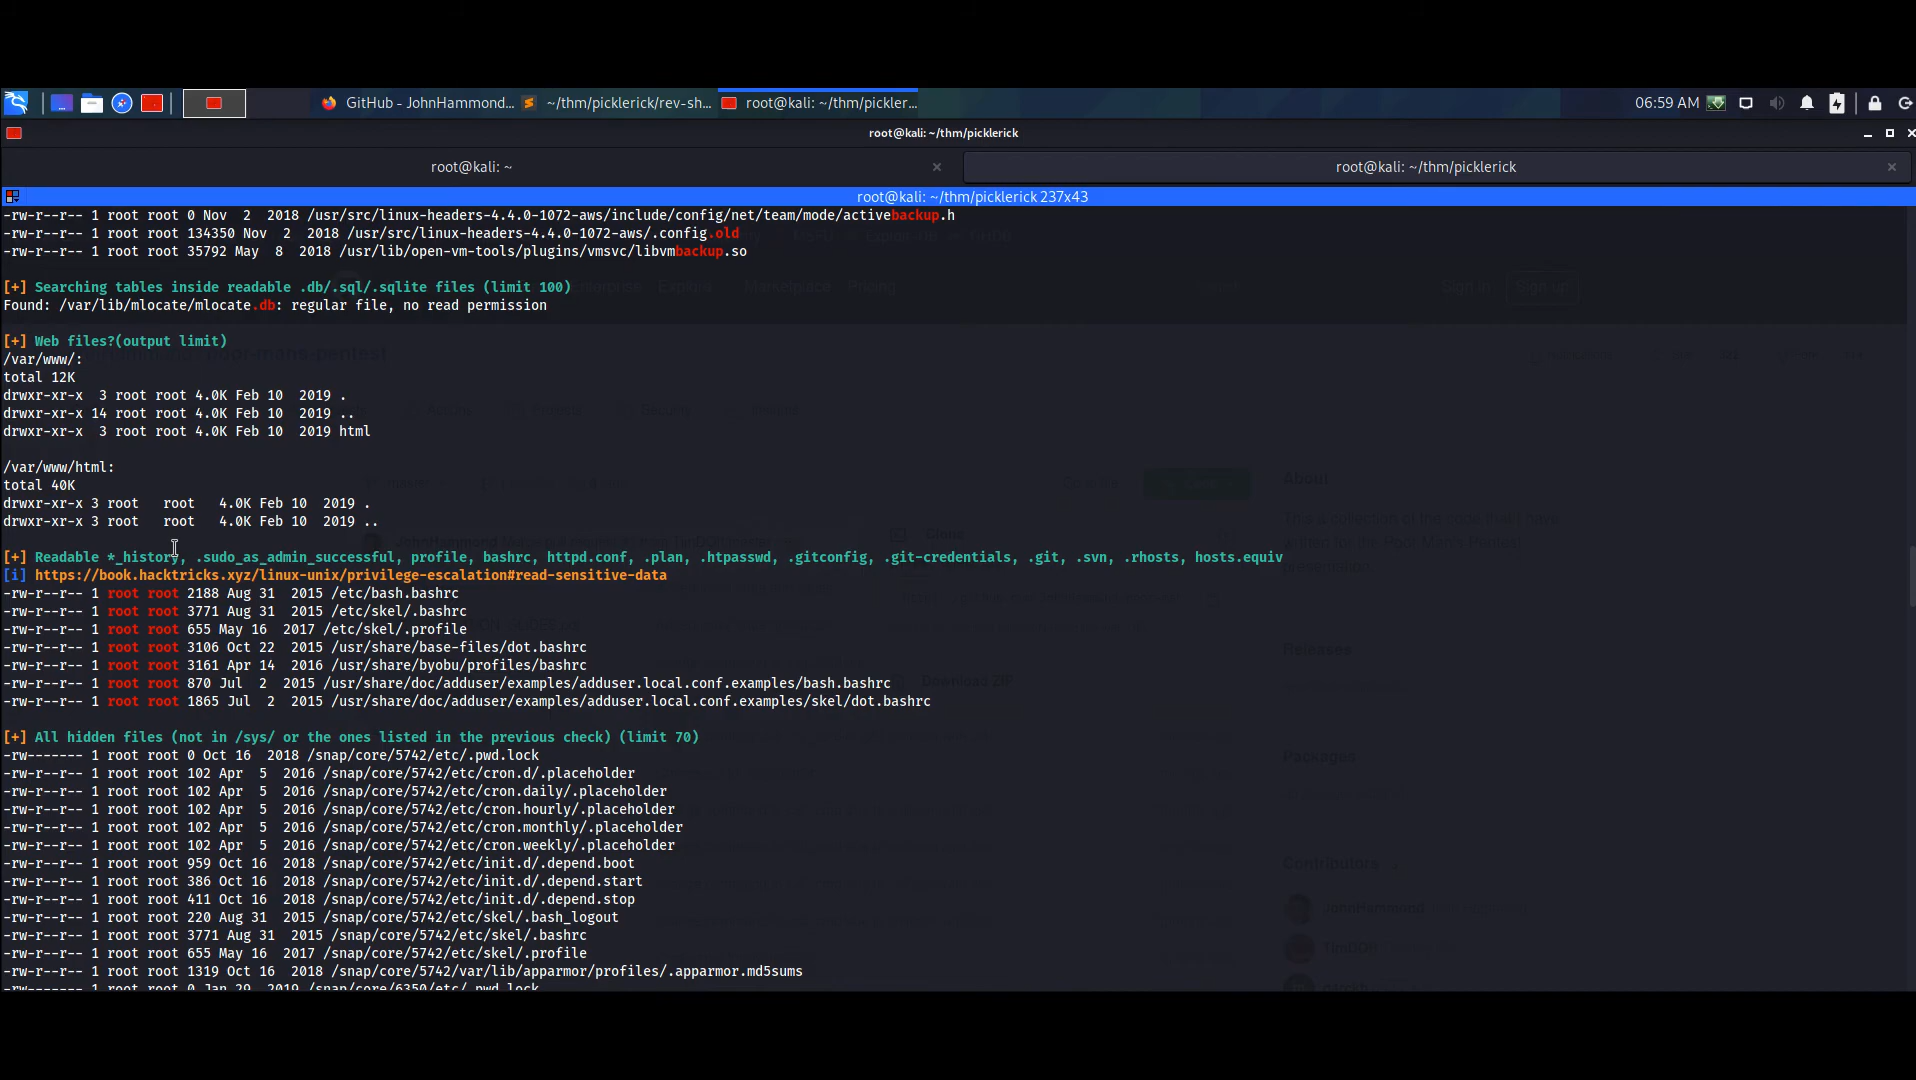 GitHub - JohnHammond... ~/thm/picklerick/rev-sh... root@kali: ~/thm/pickler... 06:59 AM
root@kali: ~/thm/picklerick
root@kali: ~ root@kali: ~/thm/picklerick
root@kali: ~/thm/picklerick 237x43
-rw-r--r-- 1 root root 0 Nov  2  2018 /usr/src/linux-headers-4.4.0-1072-aws/include/config/net/team/mode/activebackup.h
-rw-r--r-- 1 root root 134350 Nov  2  2018 /usr/src/linux-headers-4.4.0-1072-aws/.config.old
-rw-r--r-- 1 root root 35792 May  8  2018 /usr/lib/open-vm-tools/plugins/vmsvc/libvmbackup.so
[+] Searching tables inside readable .db/.sql/.sqlite files (limit 100)
Found: /var/lib/mlocate/mlocate.db: regular file, no read permission
[+] Web files?(output limit)
/var/www/:
total 12K
drwxr-xr-x  3 root root 4.0K Feb 10  2019 .
drwxr-xr-x 14 root root 4.0K Feb 10  2019 ..
drwxr-xr-x  3 root root 4.0K Feb 10  2019 html
/var/www/html:
total 40K
drwxr-xr-x 3 root   root   4.0K Feb 10  2019 .
drwxr-xr-x 3 root   root   4.0K Feb 10  2019 ..
[+] Readable *_history, .sudo_as_admin_successful, profile, bashrc, httpd.conf, .plan, .htpasswd, .gitconfig, .git-credentials, .git, .svn, .rhosts, hosts.equiv
[i] https://book.hacktricks.xyz/linux-unix/privilege-escalation#read-sensitive-data
-rw-r--r-- 1 root root 2188 Aug 31  2015 /etc/bash.bashrc
-rw-r--r-- 1 root root 3771 Aug 31  2015 /etc/skel/.bashrc
-rw-r--r-- 1 root root 655 May 16  2017 /etc/skel/.profile
-rw-r--r-- 1 root root 3106 Oct 22  2015 /usr/share/base-files/dot.bashrc
-rw-r--r-- 1 root root 3161 Apr 14  2016 /usr/share/byobu/profiles/bashrc
-rw-r--r-- 1 root root 870 Jul  2  2015 /usr/share/doc/adduser/examples/adduser.local.conf.examples/bash.bashrc
-rw-r--r-- 1 root root 1865 Jul  2  2015 /usr/share/doc/adduser/examples/adduser.local.conf.examples/skel/dot.bashrc
[+] All hidden files (not in /sys/ or the ones listed in the previous check) (limit 70)
-rw------- 1 root root 0 Oct 16  2018 /snap/core/5742/etc/.pwd.lock
-rw-r--r-- 1 root root 102 Apr  5  2016 /snap/core/5742/etc/cron.d/.placeholder
-rw-r--r-- 1 root root 102 Apr  5  2016 /snap/core/5742/etc/cron.daily/.placeholder
-rw-r--r-- 1 root root 102 Apr  5  2016 /snap/core/5742/etc/cron.hourly/.placeholder
-rw-r--r-- 1 root root 102 Apr  5  2016 /snap/core/5742/etc/cron.monthly/.placeholder
-rw-r--r-- 1 root root 102 Apr  5  2016 /snap/core/5742/etc/cron.weekly/.placeholder
-rw-r--r-- 1 root root 959 Oct 16  2018 /snap/core/5742/etc/init.d/.depend.boot
-rw-r--r-- 1 root root 386 Oct 16  2018 /snap/core/5742/etc/init.d/.depend.start
-rw-r--r-- 1 root root 411 Oct 16  2018 /snap/core/5742/etc/init.d/.depend.stop
-rw-r--r-- 1 root root 220 Aug 31  2015 /snap/core/5742/etc/skel/.bash_logout
-rw-r--r-- 1 root root 3771 Aug 31  2015 /snap/core/5742/etc/skel/.bashrc
-rw-r--r-- 1 root root 655 May 16  2017 /snap/core/5742/etc/skel/.profile
-rw-r--r-- 1 root root 1319 Oct 16  2018 /snap/core/5742/var/lib/apparmor/profiles/.apparmor.md5sums
-rw------- 1 root root 0 Jan 29  2019 /snap/core/6350/etc/.pwd.lock